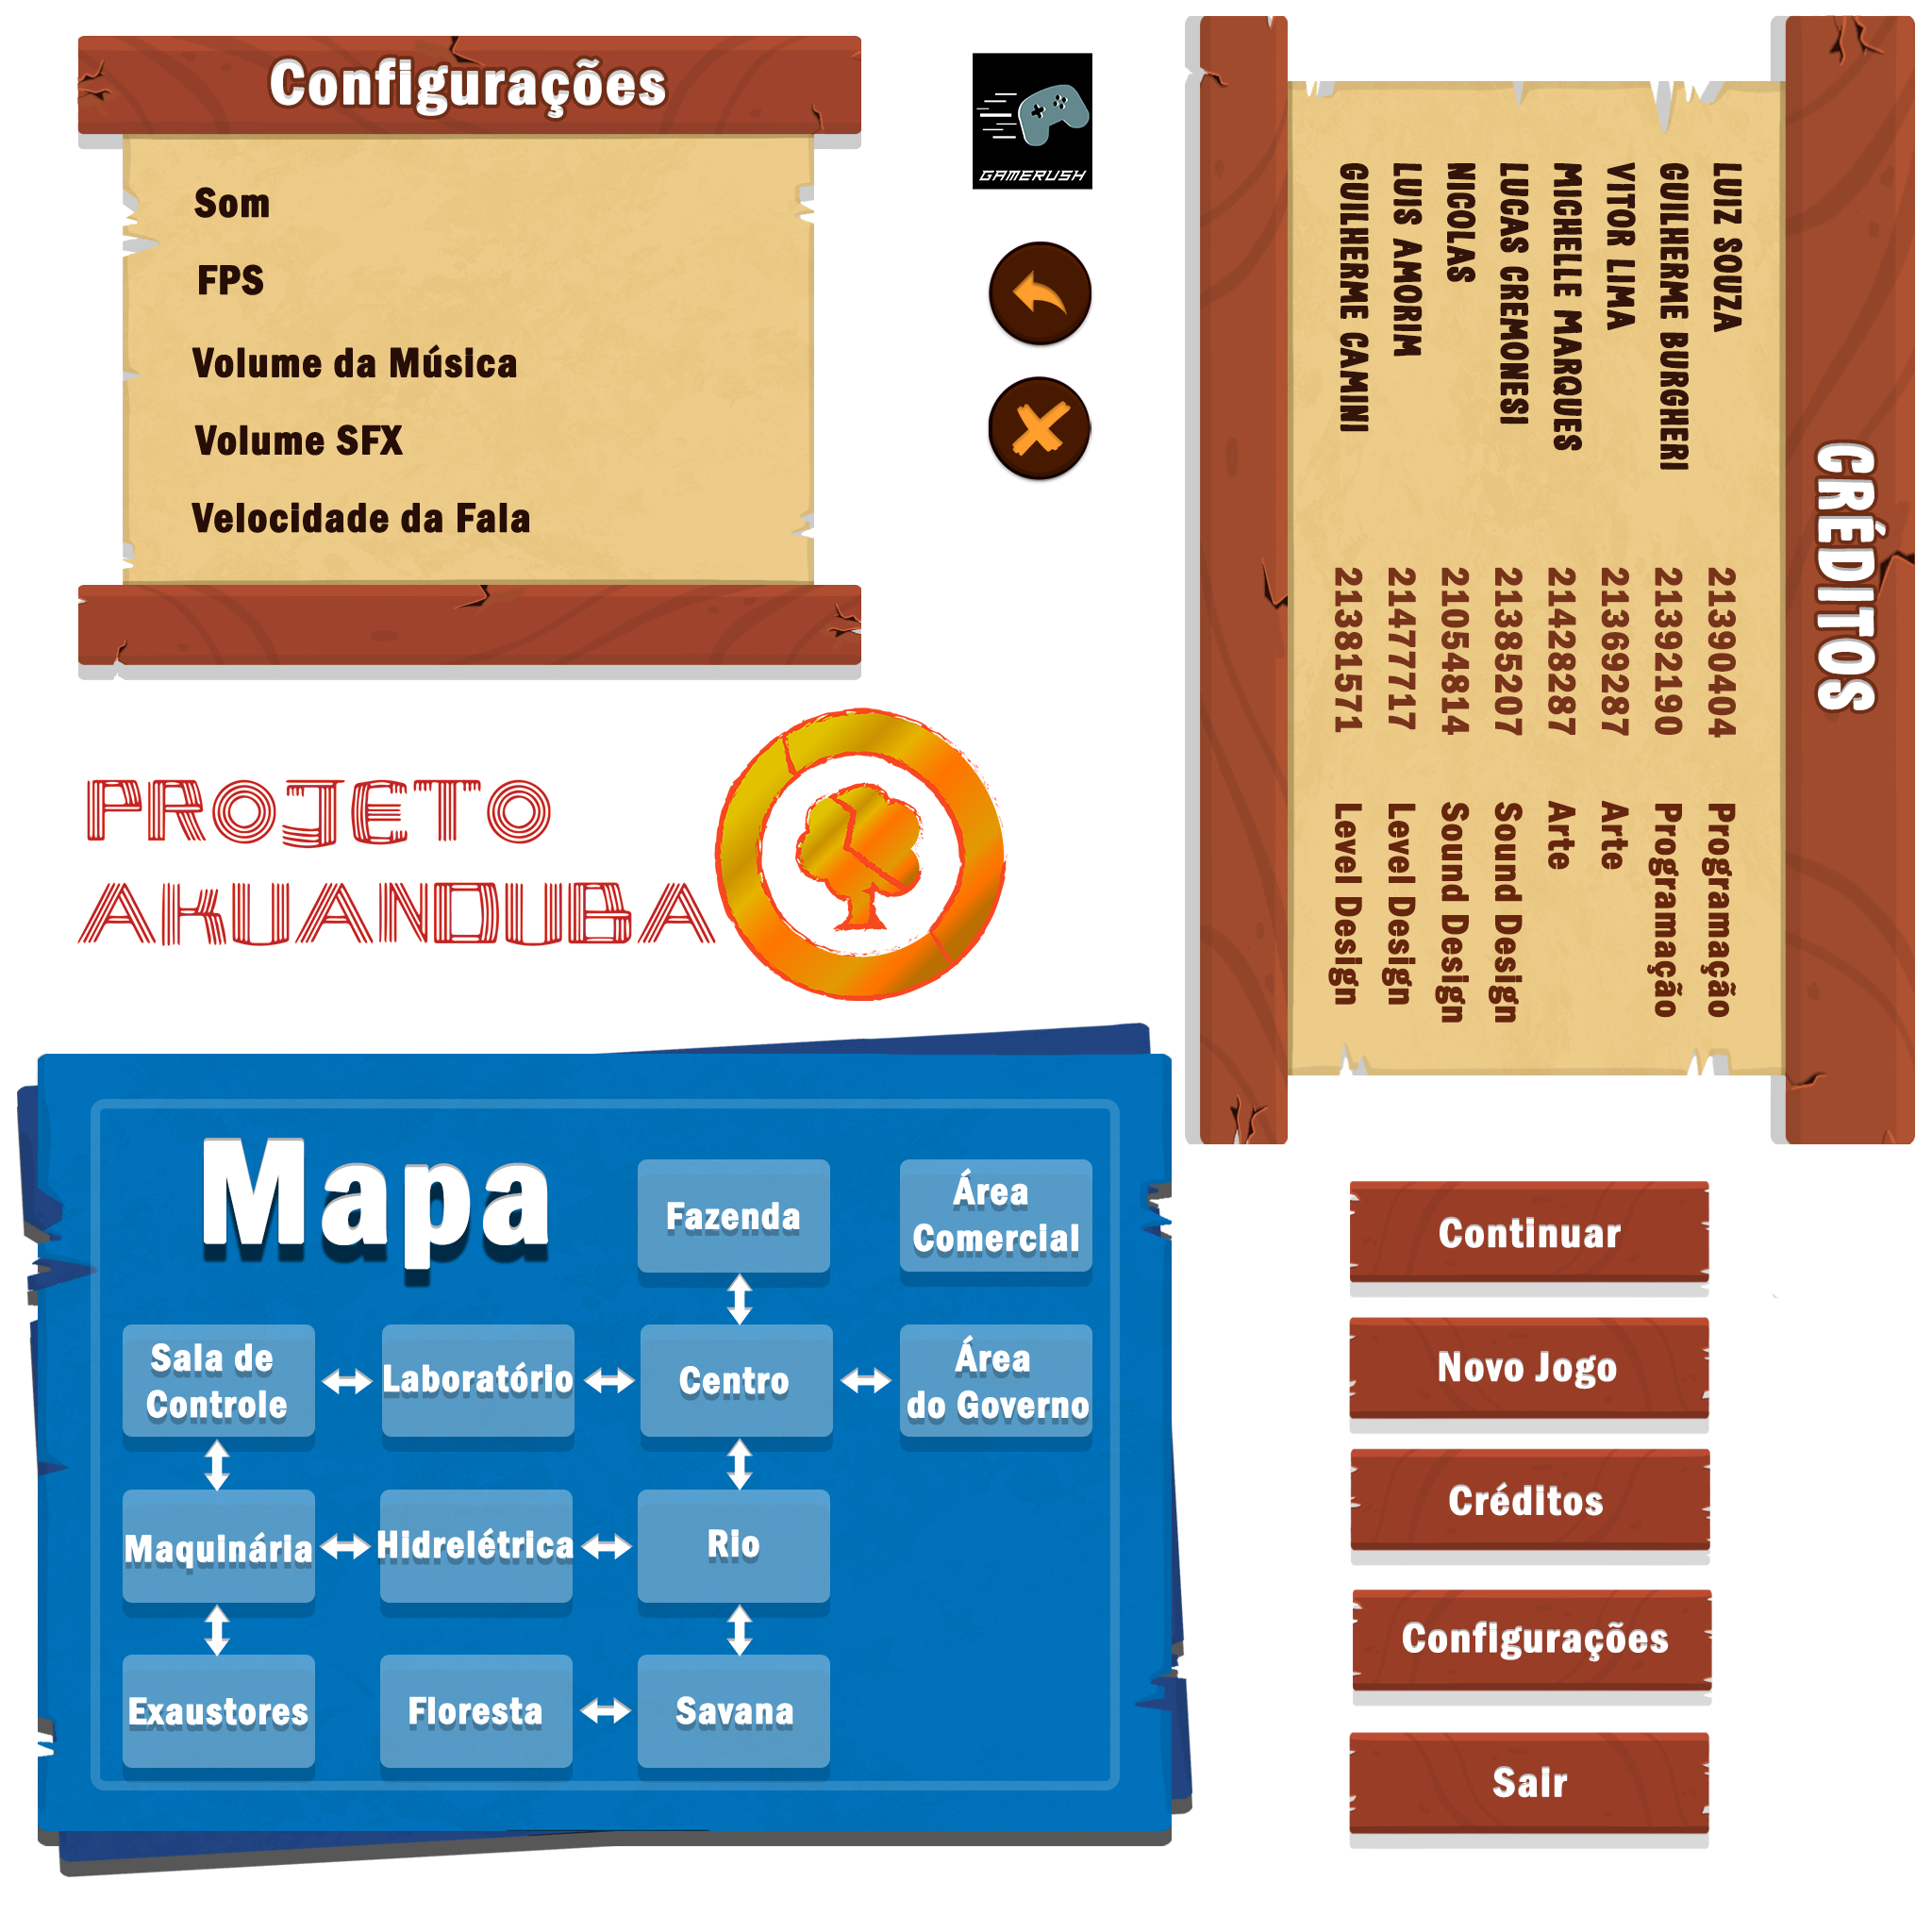 Configurações
Som
FPS
Volume da Música
Volume SFX
Velocidade da Fala
GAMERUSH
CRÉDITOS
LUIZ SOUZA 21390404 Programação
GUILHERME BURGHERI 21392190 Programação
VITOR LIMA 21369287 Arte
MICHELLE MARQUES 21428287 Arte
LUCAS CREMONESI 21385207 Sound Design
NICOLAS 21054814 Sound Design
LUIS AMORIM 21477717 Level Design
GUILHERME CAMINI 21381571 Level Design
PROJETO
AKUANDUBA
Mapa
Fazenda
Área
Comercial
Sala de
Controle
Laboratório
Centro
Área
do Governo
Maquinária
Hidrelétrica
Rio
Exaustores
Floresta
Savana
Continuar
Novo Jogo
Créditos
Configurações
Sair